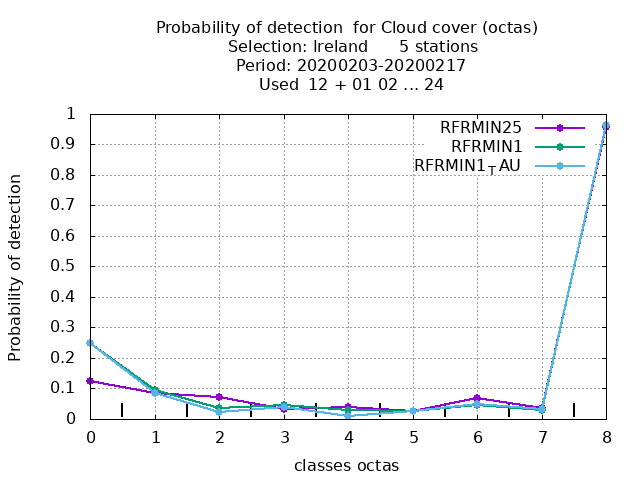 Probability of detection  for Cloud cover (octas)
Selection: Ireland      5 stations
Period: 20200203-20200217
Used  12 + 01 02 ... 24
RFRMIN25
RFRMIN1
RFRMIN1TAU
Probability of detection
1
0.9
0.8
0.7
0.6
0.5
0.4
0.3
0.2
0.1
0
0 1 2 3 4 5 6 7 8
classes octas